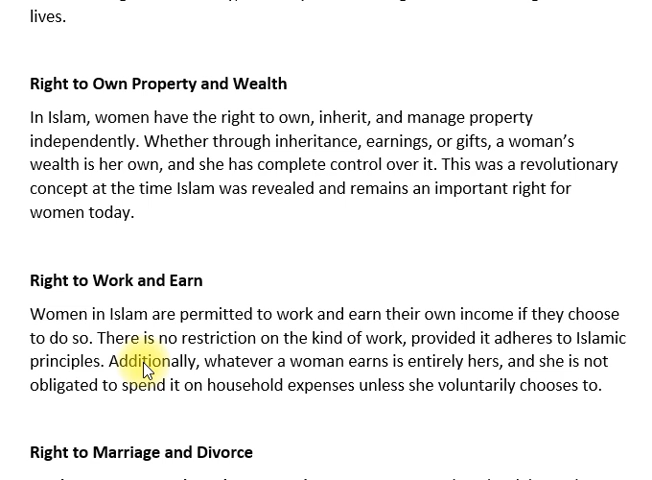 lives.
Right to Own Property and Wealth
In Islam, women have the right to own, inherit, and manage property
independently. Whether through inheritance, earnings, or gifts, a woman’s
wealth is her own, and she has complete control over it. This was a revolutionary
concept at the time Islam was revealed and remains an important right for
women today.
Right to Work and Earn
Women in Islam are permitted to work and earn their own income if they choose
to do so. There is no restriction on the kind of work, provided it adheres to Islamic
principles. Additionally, whatever a woman earns is entirely hers, and she is not
obligated to spend it on household expenses unless she voluntarily chooses to.
Right to Marriage and Divorce